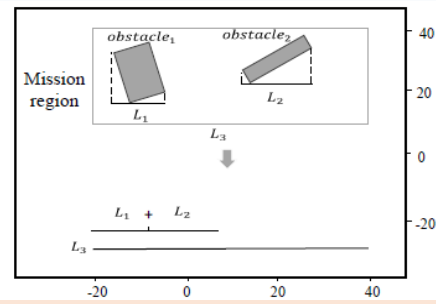 obstacle₁ obstacle₂ 40
Mission
region
20
L₁ L₂
L₃
0
L₁ + L₂
-20
L₃
-20 0 20 40